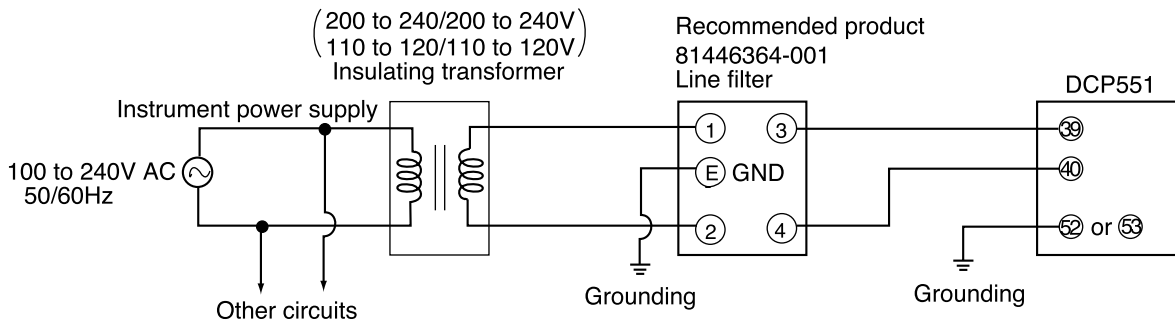 (200 to 240/200 to 240V
110 to 120/110 to 120V)
Insulating transformer
Recommended product
81446364-001
Line filter
DCP551
Instrument power supply
100 to 240V AC
50/60Hz
1
3
E GND
2
4
39
40
52 or 53
Grounding
Grounding
Other circuits